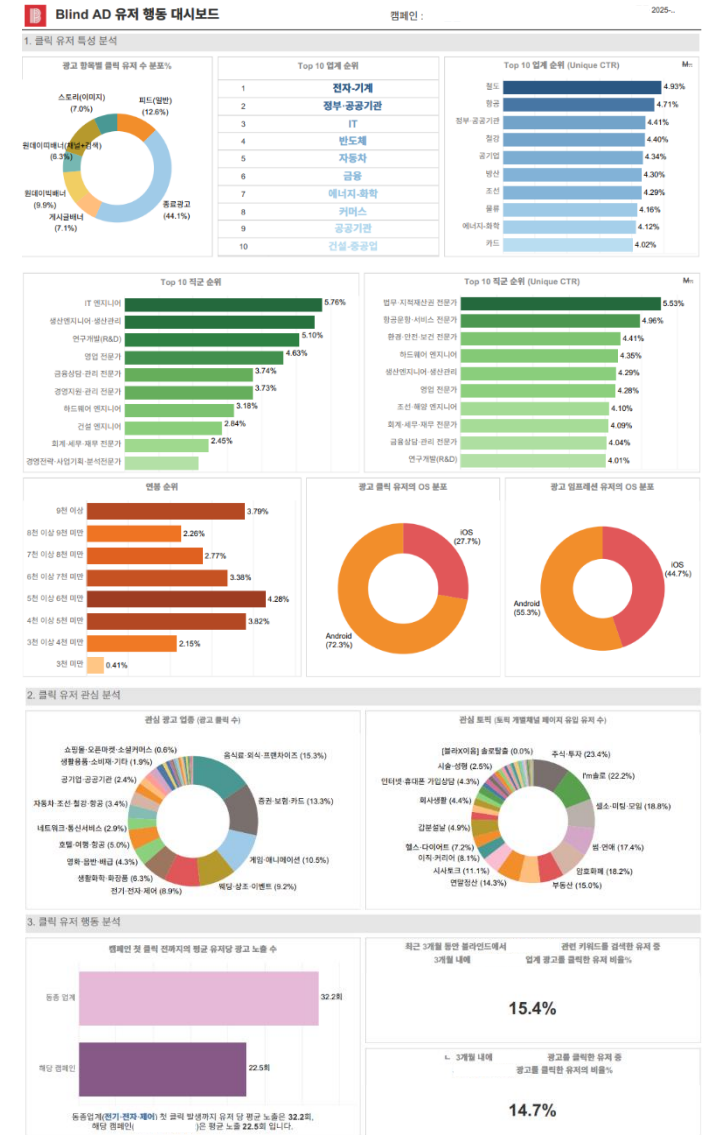 Blind AD 유저 행동 대시보드
캠페인 :
2025-..
1. 클릭 유저 특성 분석
광고 항목별 클릭 유저 수 분포%
스토리(이미지)
(7.0%)
피드(일반)
(12.6%)
원데이피배너(채널+검색)
(6.3%)
원데이빅배너
(9.9%)
게시글배너
(7.1%)
종료광고
(44.1%)
Top 10 업계 순위
1 전자·기계
2 정부·공공기관
3 IT
4 반도체
5 자동차
6 금융
7 에너지·화학
8 커머스
9 공공기관
10 건설·중공업
Top 10 업계 순위 (Unique CTR)
철도 4.93%
항공 4.71%
정부·공공기관 4.41%
철강 4.40%
공기업 4.34%
방산 4.30%
조선 4.29%
물류 4.16%
에너지·화학 4.12%
카드 4.02%
Top 10 직군 순위
IT 엔지니어 5.76%
생산엔지니어·생산관리
연구개발(R&D) 5.10%
영업 전문가 4.63%
금융상담·관리 전문가 3.74%
경영지원·관리 전문가 3.73%
하드웨어 엔지니어 3.18%
건설 엔지니어 2.84%
회계·세무·재무 전문가 2.45%
경영전략·사업기획·분석전문가
Top 10 직군 순위 (Unique CTR)
법무·지적재산권 전문가 5.53%
항공운항·서비스 전문가 4.96%
환경·안전·보건 전문가 4.41%
하드웨어 엔지니어 4.35%
생산엔지니어·생산관리 4.29%
영업 전문가 4.28%
조선·해양 엔지니어 4.10%
회계·세무·재무 전문가 4.09%
금융상담·관리 전문가 4.04%
연구개발(R&D) 4.01%
연봉 순위
9천 이상 3.79%
8천 이상 9천 미만 2.26%
7천 이상 8천 미만 2.77%
6천 이상 7천 미만 3.38%
5천 이상 6천 미만 4.28%
4천 이상 5천 미만 3.82%
3천 이상 4천 미만 2.15%
3천 미만 0.41%
광고 클릭 유저의 OS 분포
iOS
(27.7%)
Android
(72.3%)
광고 임프레션 유저의 OS 분포
iOS
(44.7%)
Android
(55.3%)
2. 클릭 유저 관심 분석
관심 광고 업종 (광고 클릭 수)
쇼핑몰·오픈마켓·소셜커머스 (0.6%)
생활용품·소비재·기타 (1.9%)
공기업·공공기관 (2.4%)
자동차·조선·철강·항공 (3.4%)
네트워크·통신서비스 (2.9%)
호텔·여행·항공 (5.0%)
영화·음반·배급 (4.3%)
생활화학·화장품 (6.3%)
전기·전자·제어 (8.9%)
음식료·외식·프랜차이즈 (15.3%)
증권·보험·카드 (13.3%)
게임·애니메이션 (10.5%)
웨딩·상조·이벤트 (9.2%)
관심 토픽 (토픽 개별채널 페이지 유입 유저 수)
[블라X이음] 솔로탈출 (0.0%)
시술·성형 (2.5%)
인터넷·휴대폰 가입상담 (4.3%)
회사생활 (4.4%)
감분설날 (4.9%)
헬스·다이어트 (7.2%)
이직·커리어 (8.1%)
시사토크 (11.1%)
연말정산 (14.3%)
주식·투자 (23.4%)
I'm솔로 (22.2%)
셀소·미팅·모임 (18.8%)
썸·연애 (17.4%)
암호화폐 (18.2%)
부동산 (15.0%)
3. 클릭 유저 행동 분석
캠페인 첫 클릭 전까지의 평균 유저당 광고 노출 수
동종 업계 32.2회
해당 캠페인 22.5회
동종업계(전기·전자·제어) 첫 클릭 발생까지 유저 당 평균 노출은 32.2회,
해당 캠페인( )은 평균 노출 22.5회 입니다.
최근 3개월 동안 블라인드에서 관련 키워드를 검색한 유저 중
3개월 내에 업계 광고를 클릭한 유저 비율%
15.4%
3개월 내에 광고를 클릭한 유저 중
광고를 클릭한 유저의 비율%
14.7%